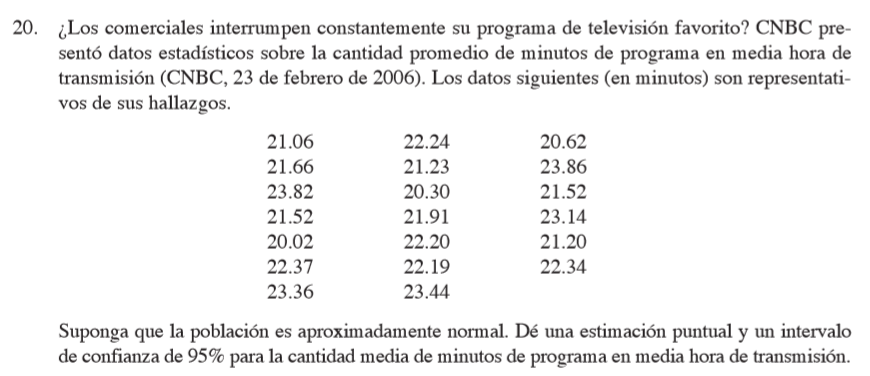 20. ¿Los comerciales interrumpen constantemente su programa de televisión favorito? CNBC pre-
sentó datos estadísticos sobre la cantidad promedio de minutos de programa en media hora de
transmisión (CNBC, 23 de febrero de 2006). Los datos siguientes (en minutos) son representati-
vos de sus hallazgos.
21.06 22.24 20.62
21.66 21.23 23.86
23.82 20.30 21.52
21.52 21.91 23.14
20.02 22.20 21.20
22.37 22.19 22.34
23.36 23.44
Suponga que la población es aproximadamente normal. Dé una estimación puntual y un intervalo
de confianza de 95% para la cantidad media de minutos de programa en media hora de transmisión.